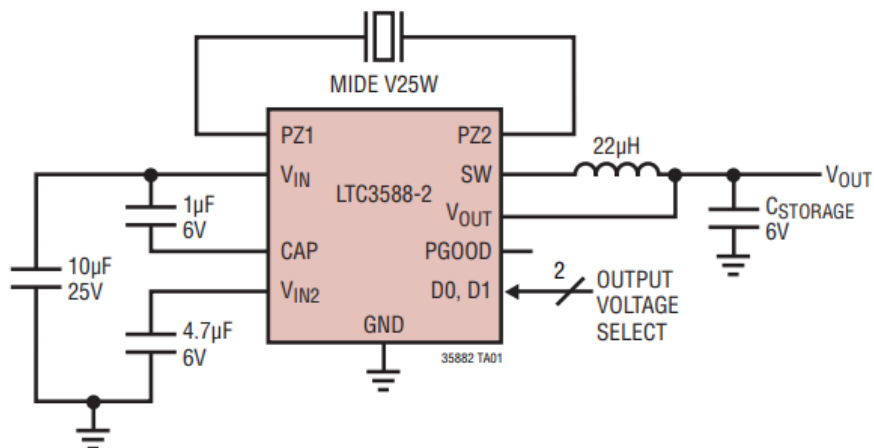 MIDE V25W
PZ1
PZ2
VIN
SW
22µH
VOUT
LTC3588-2
1µF
6V
VOUT
CSTORAGE
6V
CAP
PGOOD
10µF
25V
VIN2
D0, D1
2
OUTPUT
VOLTAGE
SELECT
4.7µF
6V
GND
35882 TA01